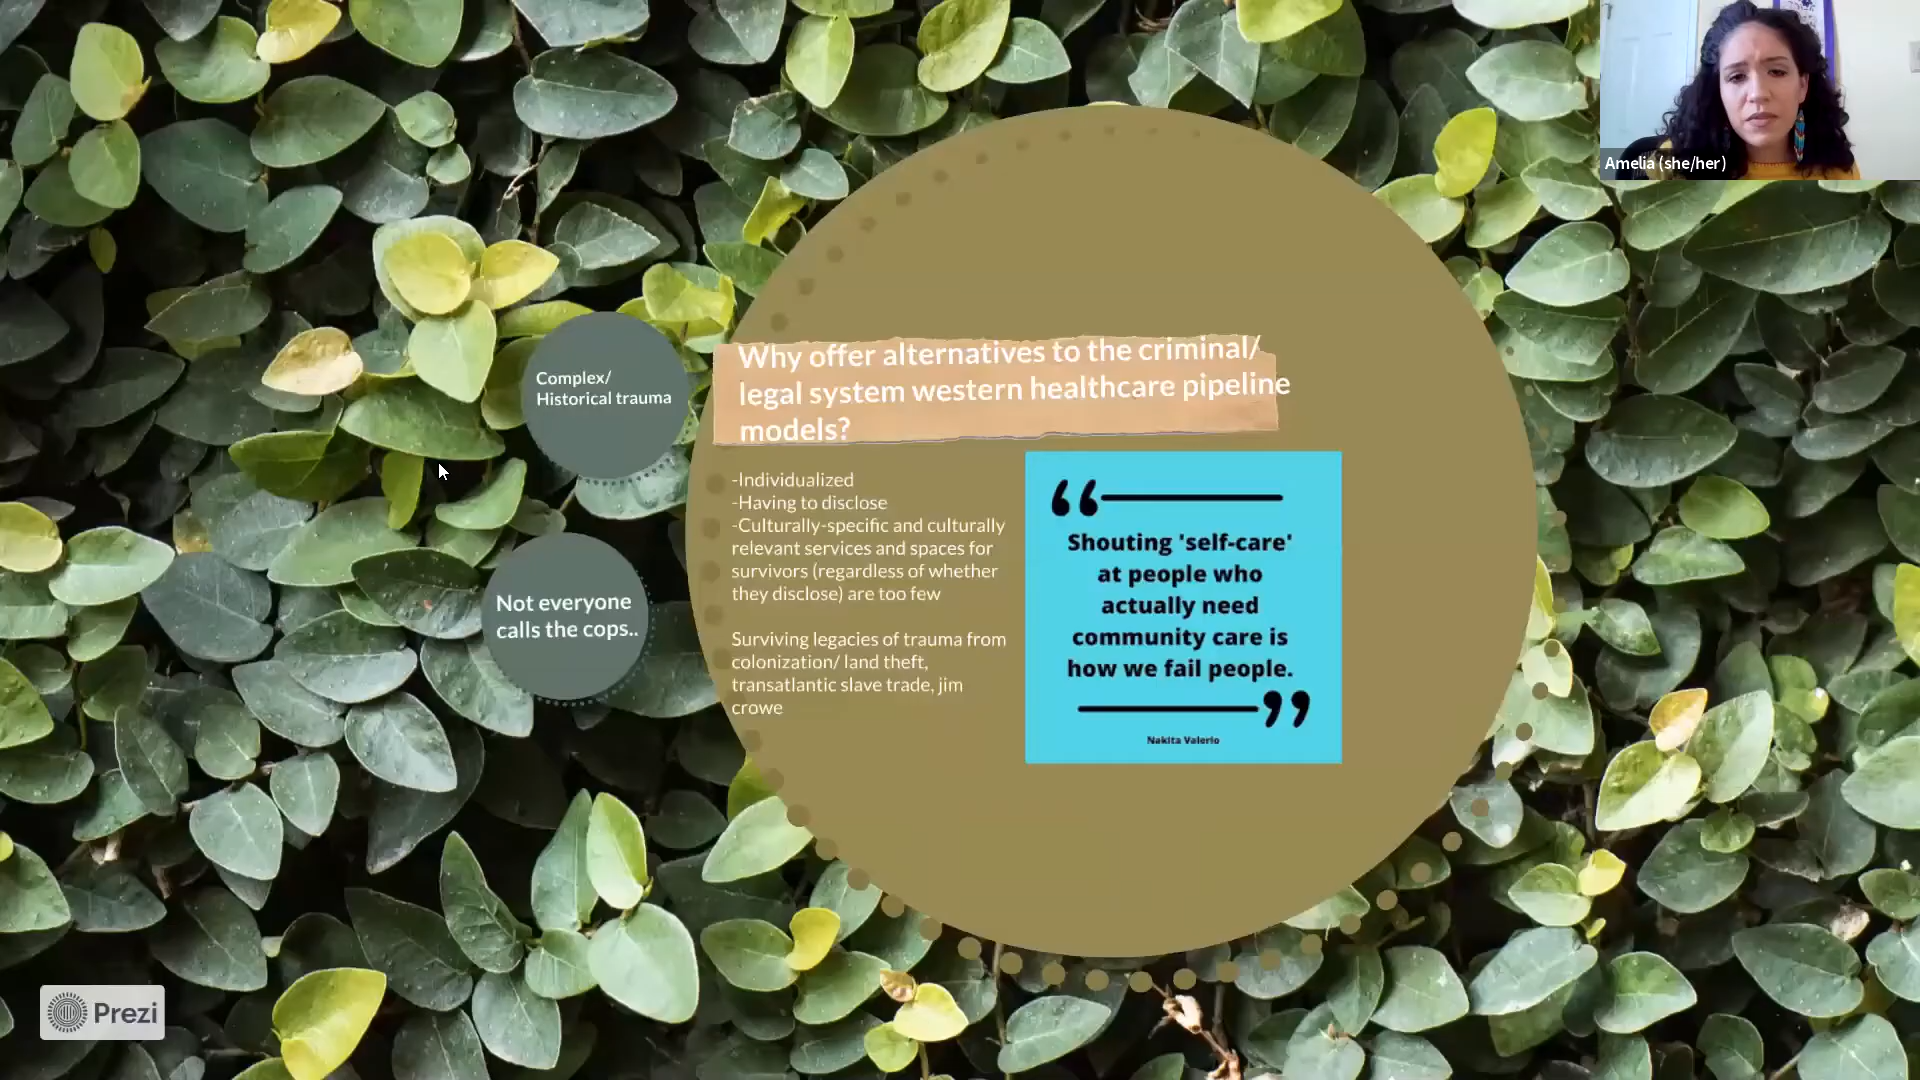 Amelia (she/her)
Why offer alternatives to the criminal/
legal system western healthcare pipeline
models?
Complex/
Historical trauma
Not everyone
calls the cops..
-Individualized
-Having to disclose
-Culturally-specific and culturally
relevant services and spaces for
survivors (regardless of whether
they disclose) are too few
Surviving legacies of trauma from
colonization/ land theft,
transatlantic slave trade, jim
crowe
“
Shouting 'self-care'
at people who
actually need
community care is
how we fail people.
”
Nakita Valerio
Prezi